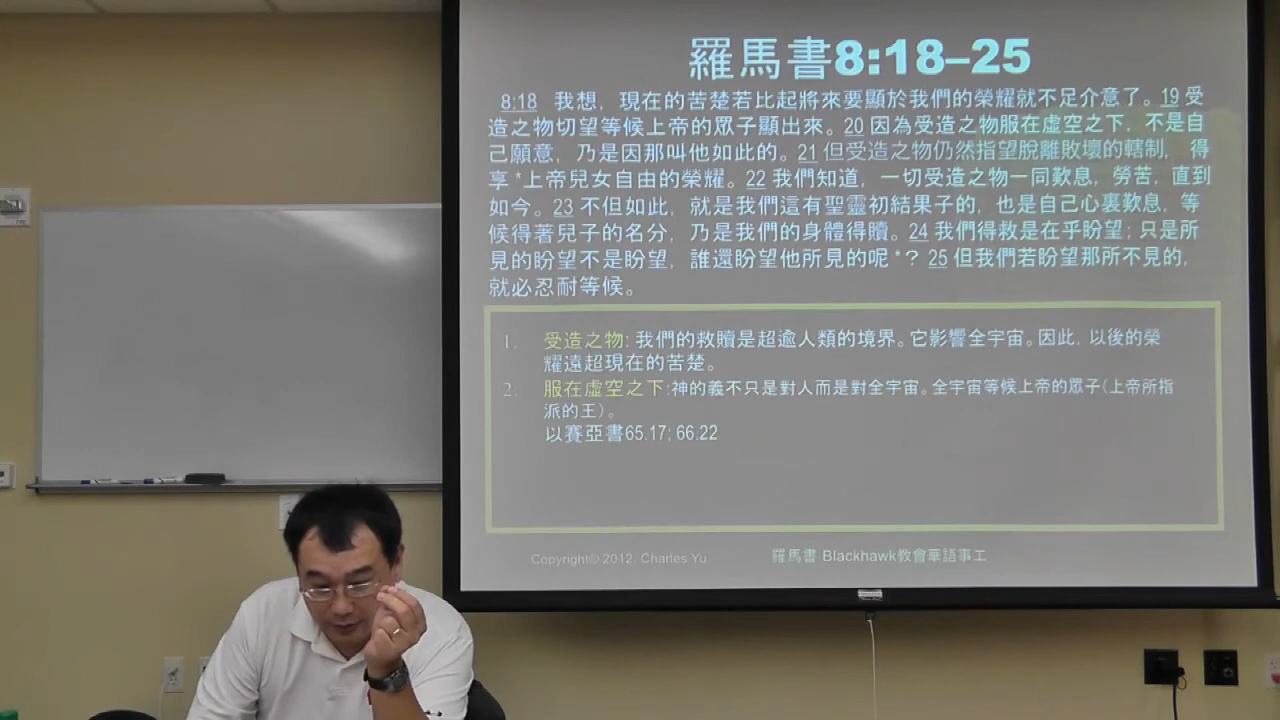 羅馬書8:18–25
8:18 我想，現在的苦楚若比起將來要顯於我們的榮耀就不足介意了。19 受
造之物切望等候上帝的眾子顯出來。20 因為受造之物服在虛空之下，不是自
己願意，乃是因那叫他如此的。21 但受造之物仍然指望脫離敗壞的轄制，得
享 *上帝兒女自由的榮耀。22 我們知道，一切受造之物一同歎息，勞苦，直到
如今。23 不但如此，就是我們這有聖靈初結果子的，也是自己心裏歎息，等
候得著兒子的名分，乃是我們的身體得贖。24 我們得救是在乎盼望；只是所
見的盼望不是盼望，誰還盼望他所見的呢 *？25 但我們若盼望那所不見的，
就必忍耐等候。
1. 受造之物: 我們的救贖是超逾人類的境界。它影響全宇宙。因此，以後的榮
耀遠超現在的苦楚。
2. 服在虛空之下:神的義不只是對人而是對全宇宙。全宇宙等候上帝的眾子（上帝所指
派的王）。
以賽亞書65.17; 66.22
Copyright© 2012. Charles Yu 羅馬書 Blackhawk教會華語事工